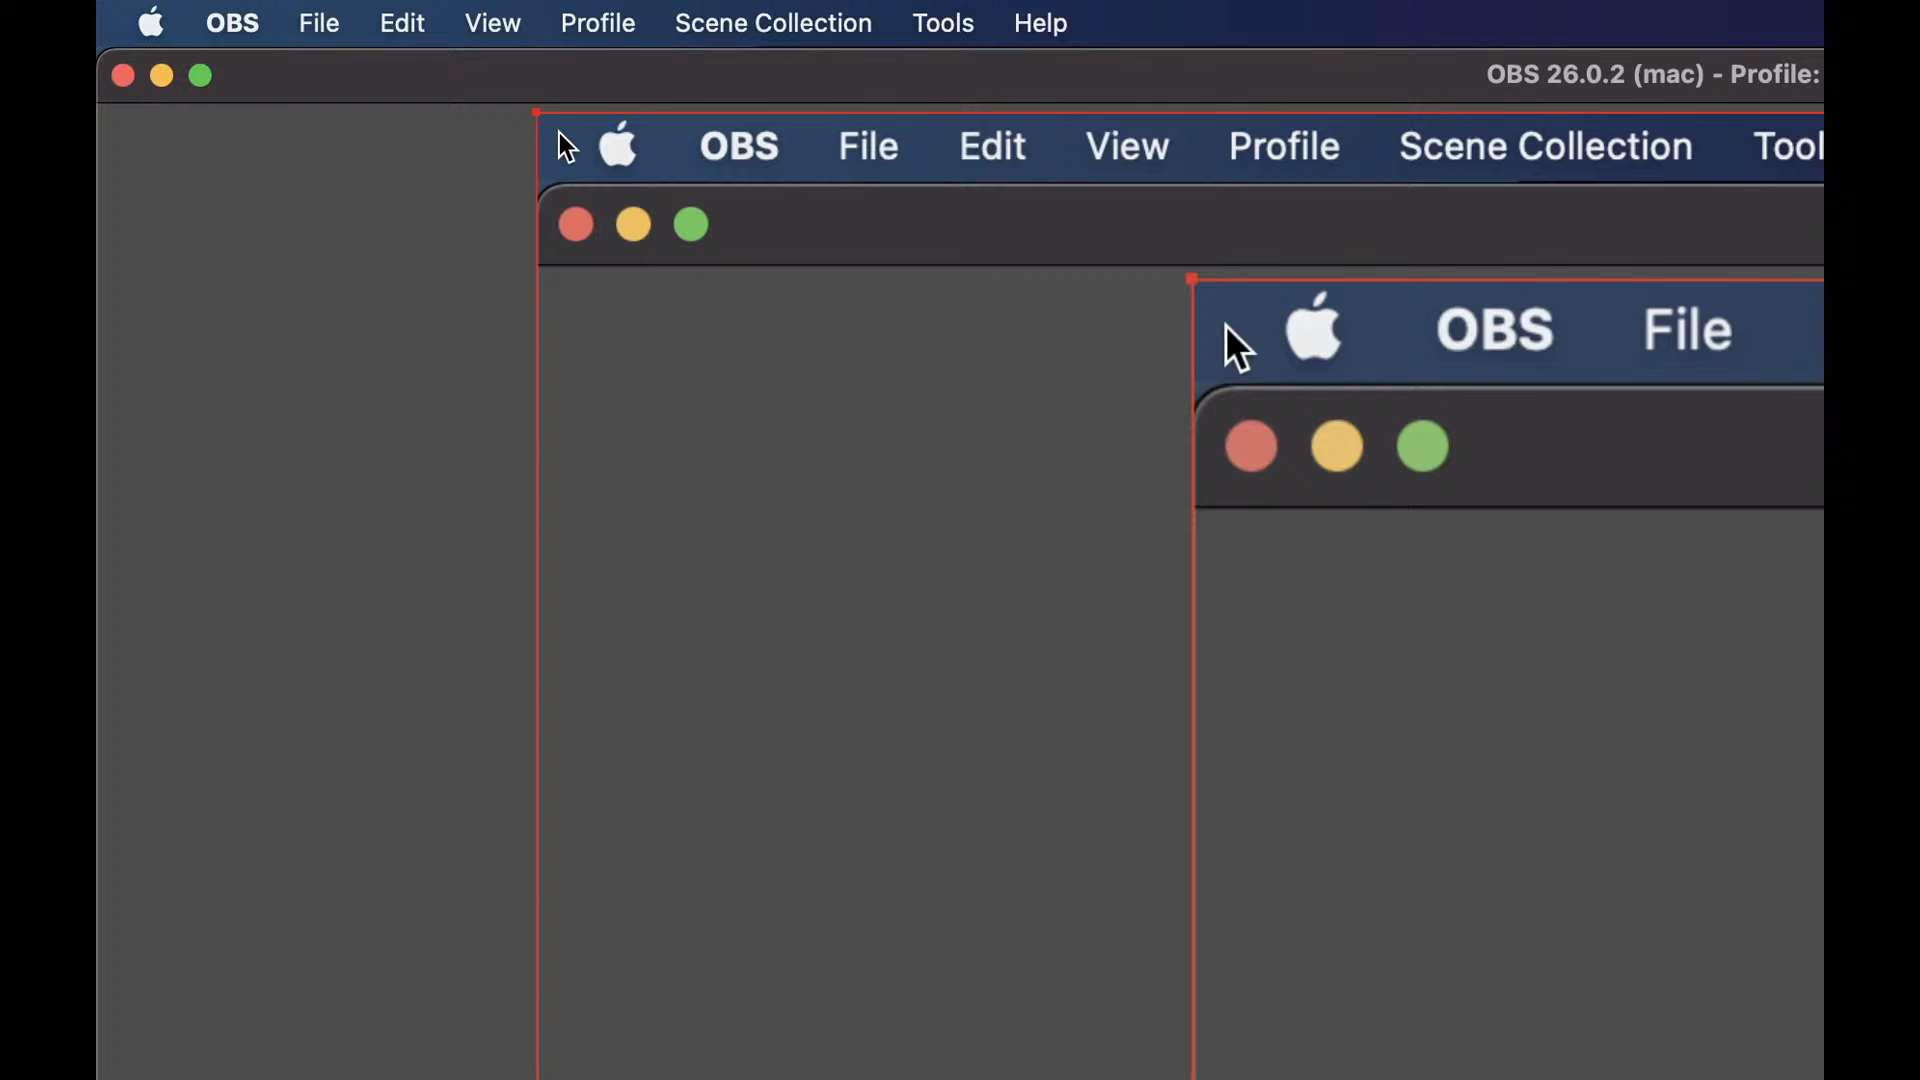 OBS File Edit View Profile Scene Collection Tools Help
OBS 26.0.2 (mac) - Profile:
OBS File Edit View Profile Scene Collection Tool
OBS File